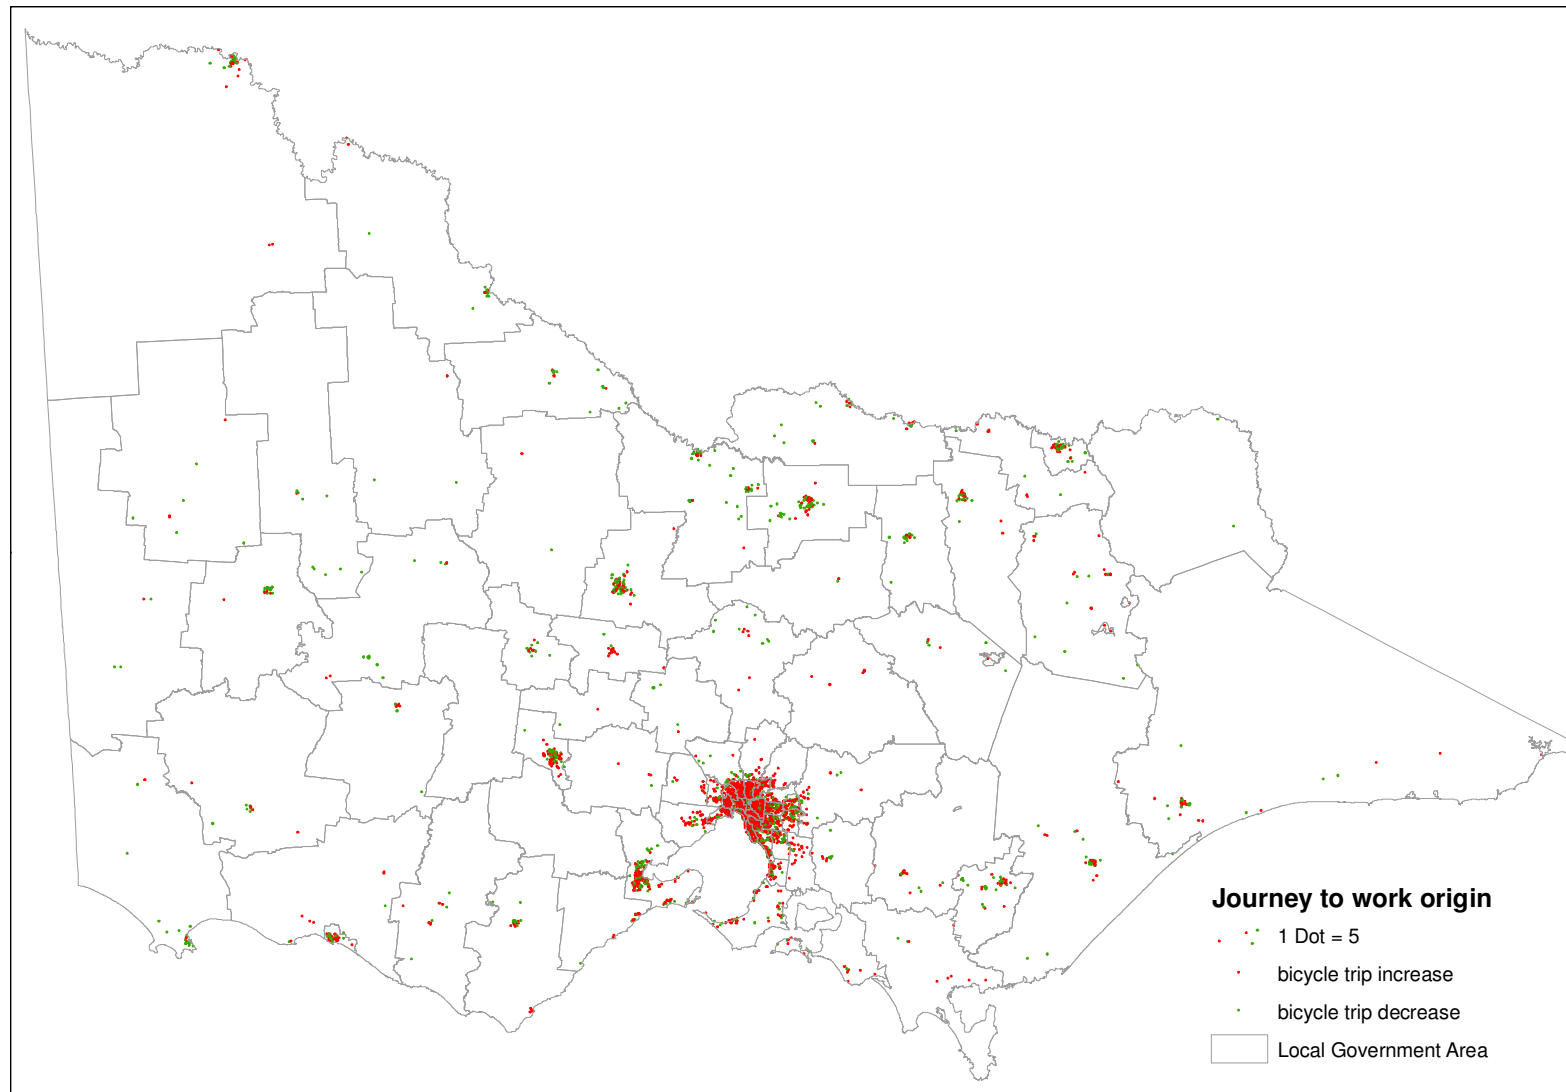 Journey to work origin
1 Dot = 5
bicycle trip increase
bicycle trip decrease
Local Government Area